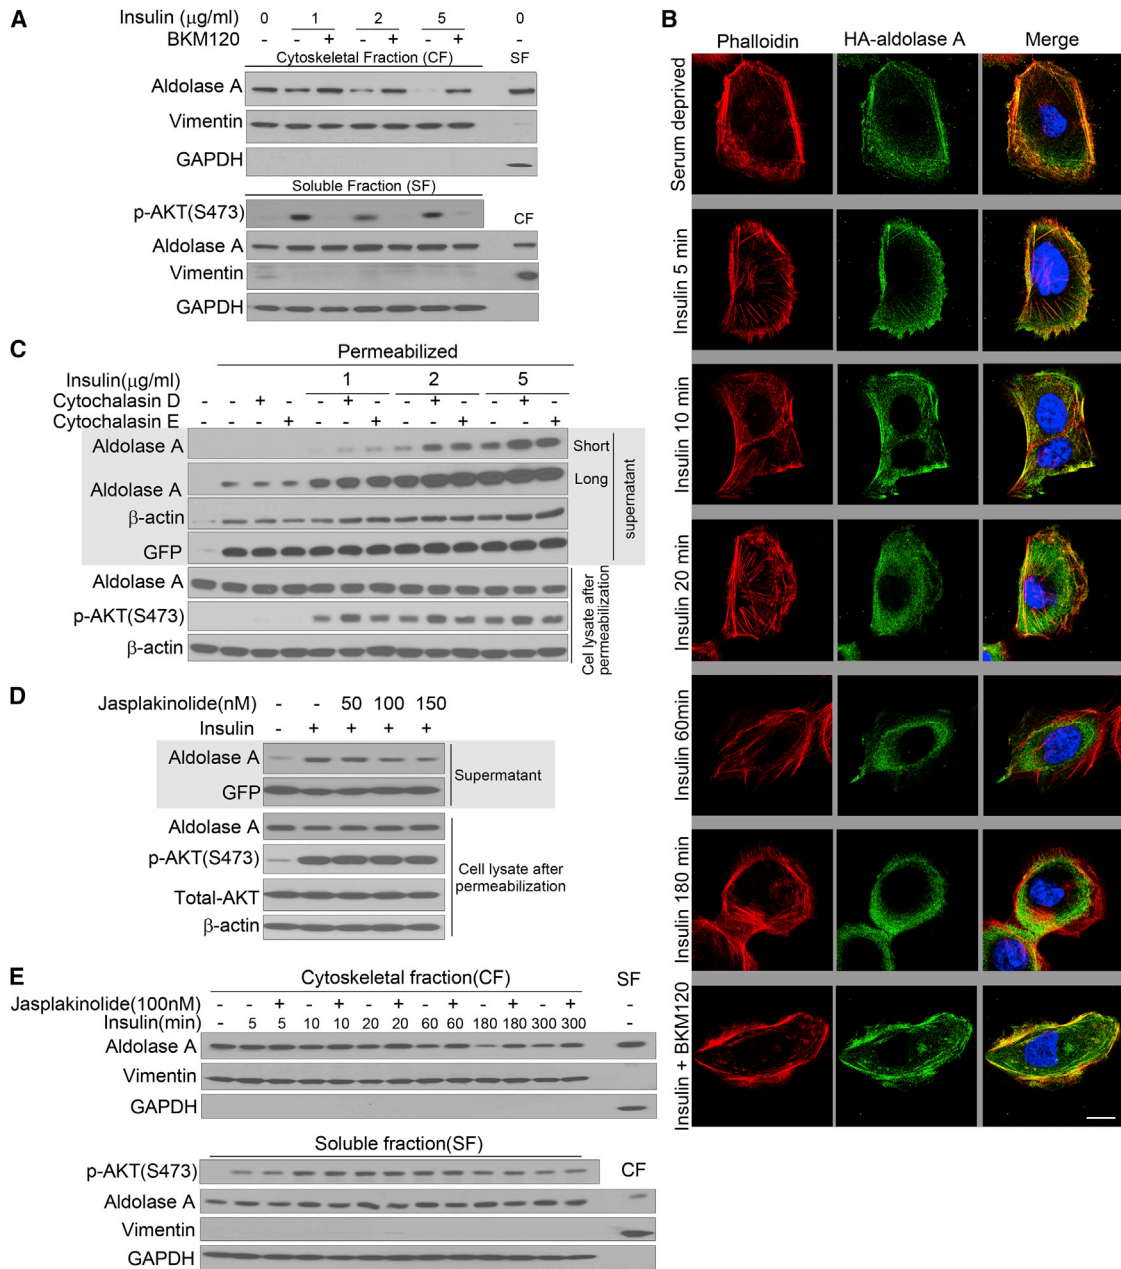 A
Insulin (μg/ml) 0 1 2 5 0
BKM120 - - + - + - + -
Cytoskeletal Fraction (CF) SF
Aldolase A
Vimentin
GAPDH
Soluble Fraction (SF)
p-AKT(S473) CF
Aldolase A
Vimentin
GAPDH
B
Phalloidin HA-aldolase A Merge
Serum deprived
Insulin 5 min
Insulin 10 min
Insulin 20 min
Insulin 60min
Insulin 180 min
Insulin + BKM120
C
Permeabilized
Insulin(μg/ml) - - - - 1 2 5
Cytochalasin D - - + - - + - - + - - + -
Cytochalasin E - - - + - - + - - + - - +
Aldolase A Short
Aldolase A Long
β-actin
GFP
supernatant
Aldolase A
p-AKT(S473)
β-actin
Cel lysate after
permeabilization
D
Jasplakinolide(nM) - - 50 100 150
Insulin - + + + +
Aldolase A
GFP
Supermatant
Aldolase A
p-AKT(S473)
Total-AKT
β-actin
Cell lysate after
permeabilization
E
Cytoskeletal fraction(CF) SF
Jasplakinolide(100nM) - - + - + - + - + - + - + -
Insulin(min) - 5 5 10 10 20 20 60 60 180 180 300 300 -
Aldolase A
Vimentin
GAPDH
Soluble fraction(SF)
p-AKT(S473) CF
Aldolase A
Vimentin
GAPDH